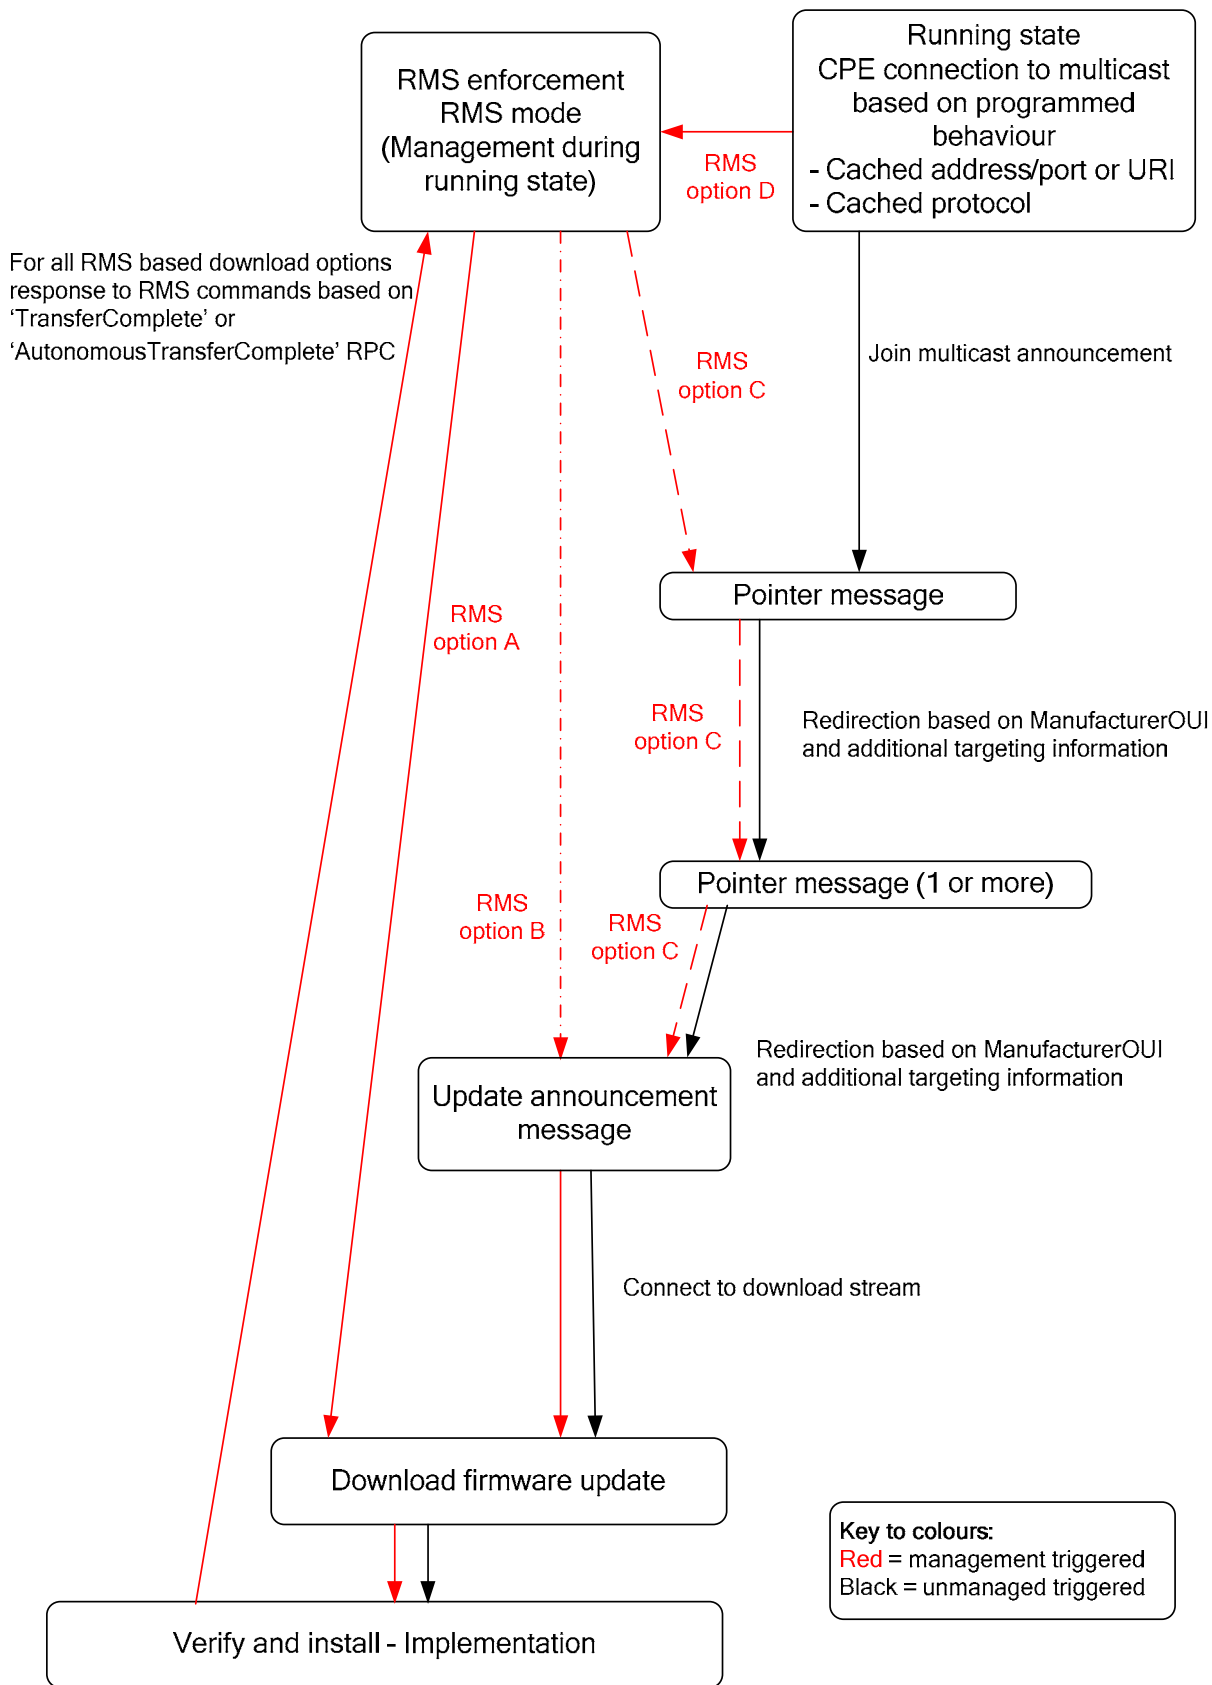 RMS enforcement
RMS mode
(Management during
running state)
Running state
CPE connection to multicast
based on programmed
behaviour
- Cached address/port or URI
- Cached protocol
RMS
option D
For all RMS based download options
response to RMS commands based on
‘TransferComplete’ or
‘AutonomousTransferComplete’ RPC
RMS
option C
Join multicast announcement
Pointer message
RMS
option A
RMS
option C
Redirection based on ManufacturerOUI
and additional targeting information
Pointer message (1 or more)
RMS
option B
RMS
option C
Redirection based on ManufacturerOUI
and additional targeting information
Update announcement
message
Connect to download stream
Download firmware update
Key to colours:
Red = management triggered
Black = unmanaged triggered
Verify and install - Implementation